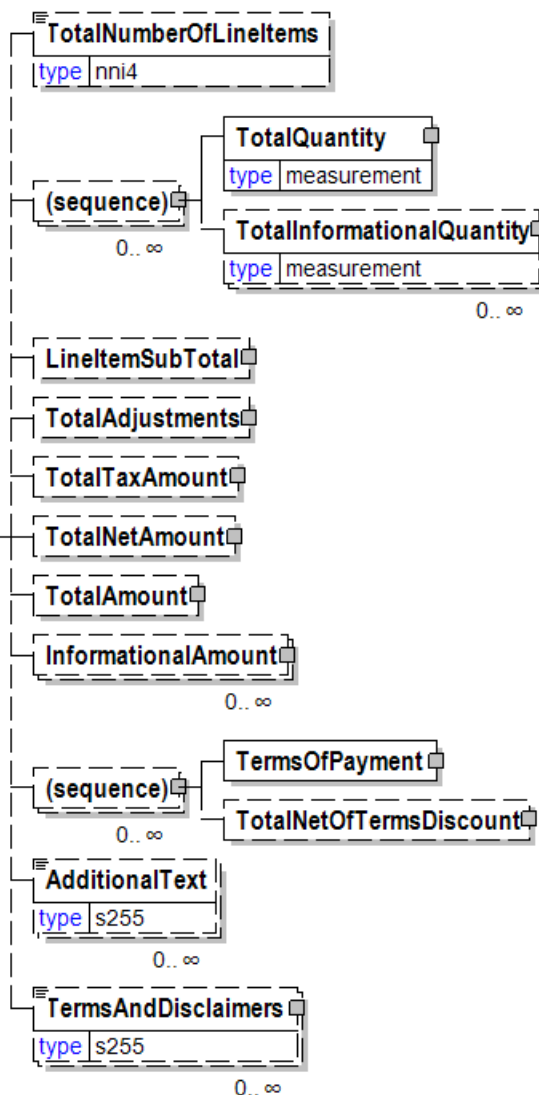 TotalNumberOfLineItems
type nni4
TotalQuantity
type measurement
(sequence)
0.. ∞
TotalInformationalQuantity
type measurement
0.. ∞
LineItemSubTotal
TotalAdjustments
TotalTaxAmount
TotalNetAmount
TotalAmount
InformationalAmount
0.. ∞
TermsOfPayment
(sequence)
0.. ∞
TotalNetOfTermsDiscount
AdditionalText
type s255
0.. ∞
TermsAndDisclaimers
type s255
0.. ∞